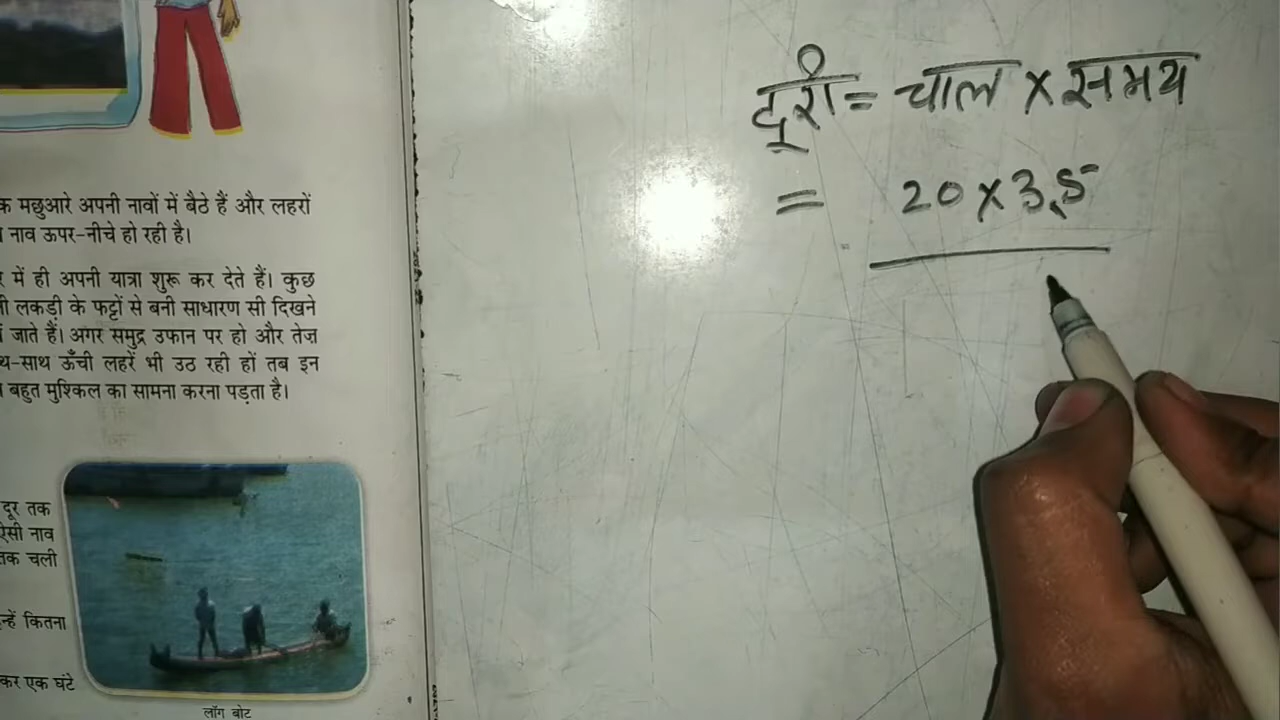 क मछुआरे अपनी नावों में बैठे हैं और लहरों
नाव ऊपर-नीचे हो रही है।
में ही अपनी यात्रा शुरू कर देते हैं। कुछ
लकड़ी के फट्टों से बनी साधारण सी दिखने
जाते हैं। अगर समुद्र उफान पर हो और तेज़
थ-साथ ऊँची लहरें भी उठ रही हों तब इन
बहुत मुश्किल का सामना करना पड़ता है।
दूर तक
ऐसी नाव
तक चली
न्हें कितना
कर एक घंटे
लॉग बोट
दूरी = चाल × समय
= 20 × 3.5